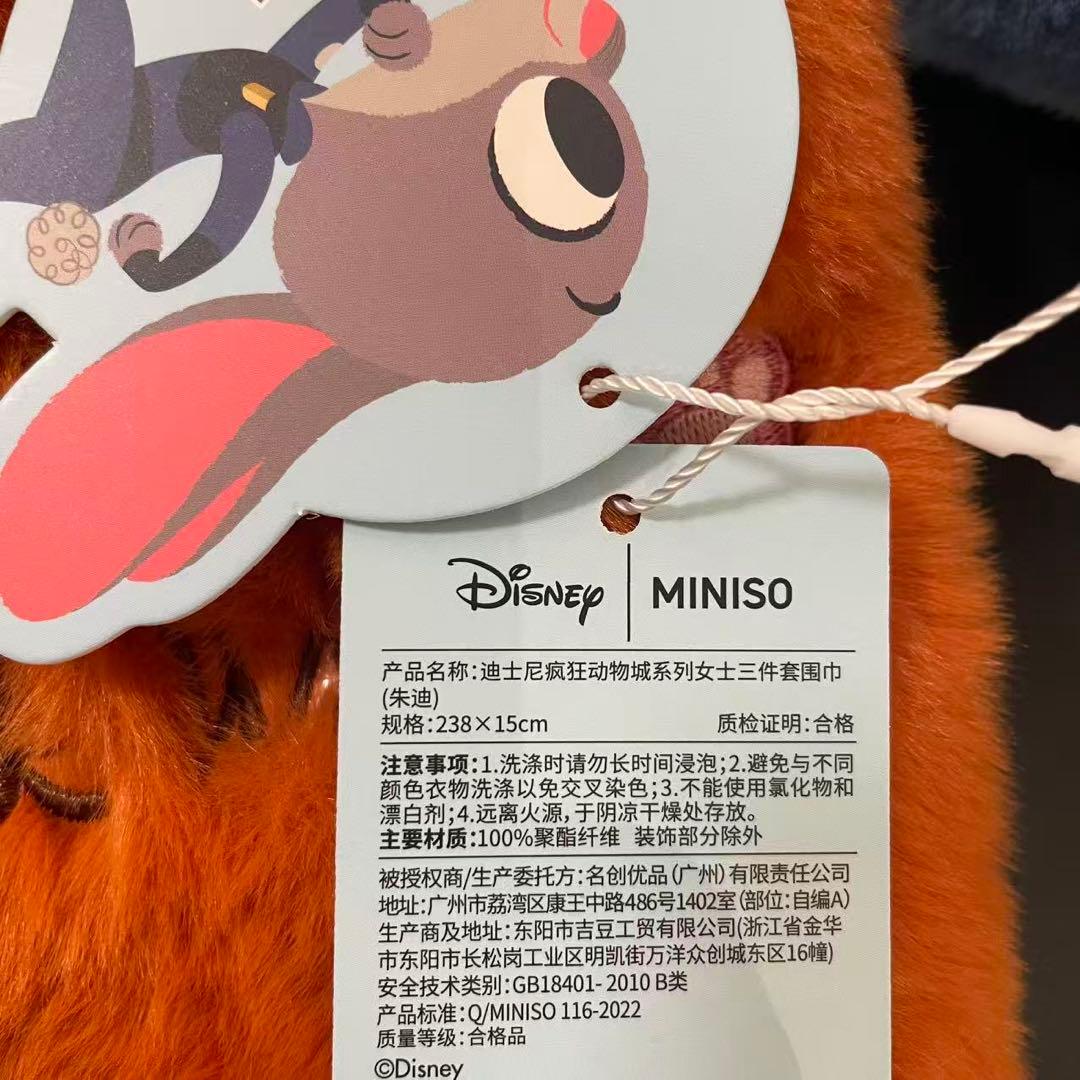 Disney | MINISO
产品名称:迪士尼疯狂动物城系列女士三件套围巾
(朱迪)
规格:238×15cm 质检证明:合格
注意事项:1.洗涤时请勿长时间浸泡;2.避免与不同
颜色衣物洗涤以免交叉染色;3.不能使用氯化物和
漂白剂;4.远离火源,于阴凉干燥处存放。
主要材质:100%聚酯纤维 装饰部分除外
被授权商/生产委托方:名创优品(广州)有限责任公司
地址:广州市荔湾区康王中路486号1402室(部位:自编A)
生产商及地址:东阳市吉豆工贸有限公司(浙江省金华
市东阳市长松岗工业区明凯街万洋众创城东区16幢)
安全技术类别:GB18401- 2010 B类
产品标准:Q/MINISO 116-2022
质量等级:合格品
©Disney